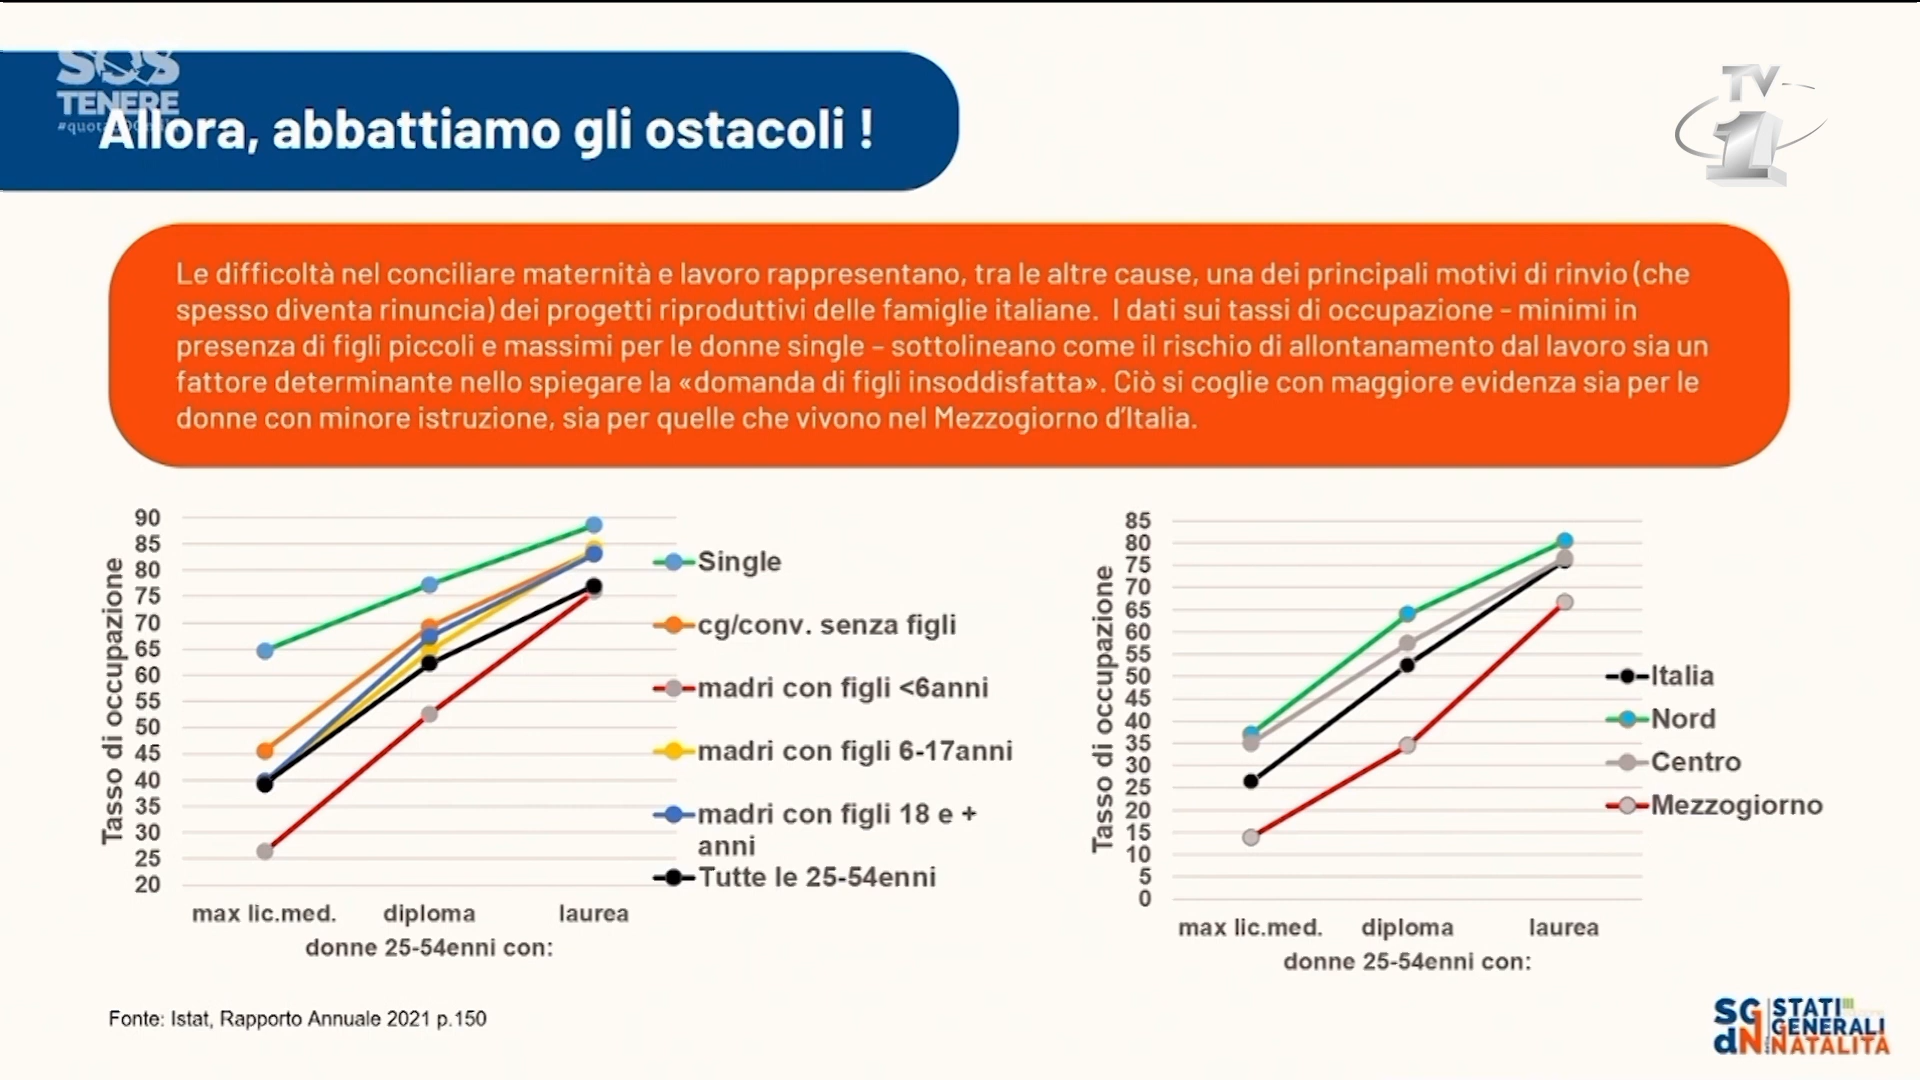 SOS
TENERE
Allora, abbattiamo gli ostacoli !
TV
1
Le difficoltà nel conciliare maternità e lavoro rappresentano, tra le altre cause, una dei principali motivi di rinvio (che
spesso diventa rinuncia) dei progetti riproduttivi delle famiglie italiane. I dati sui tassi di occupazione - minimi in
presenza di figli piccoli e massimi per le donne single – sottolineano come il rischio di allontanamento dal lavoro sia un
fattore determinante nello spiegare la «domanda di figli insoddisfatta». Ciò si coglie con maggiore evidenza sia per le
donne con minore istruzione, sia per quelle che vivono nel Mezzogiorno d'Italia.
Tasso di occupazione
90
85
80
75
70
65
60
55
50
45
40
35
30
25
20
max lic.med. diploma laurea
donne 25-54enni con:
Single
cg/conv. senza figli
madri con figli <6anni
madri con figli 6-17anni
madri con figli 18 e +
anni
Tutte le 25-54enni
Tasso di occupazione
85
80
75
70
65
60
55
50
45
40
35
30
25
20
15
10
5
0
max lic.med. diploma laurea
donne 25-54enni con:
Italia
Nord
Centro
Mezzogiorno
Fonte: Istat, Rapporto Annuale 2021 p.150
SG dN
STATI
GENERALI
NATALITÀ